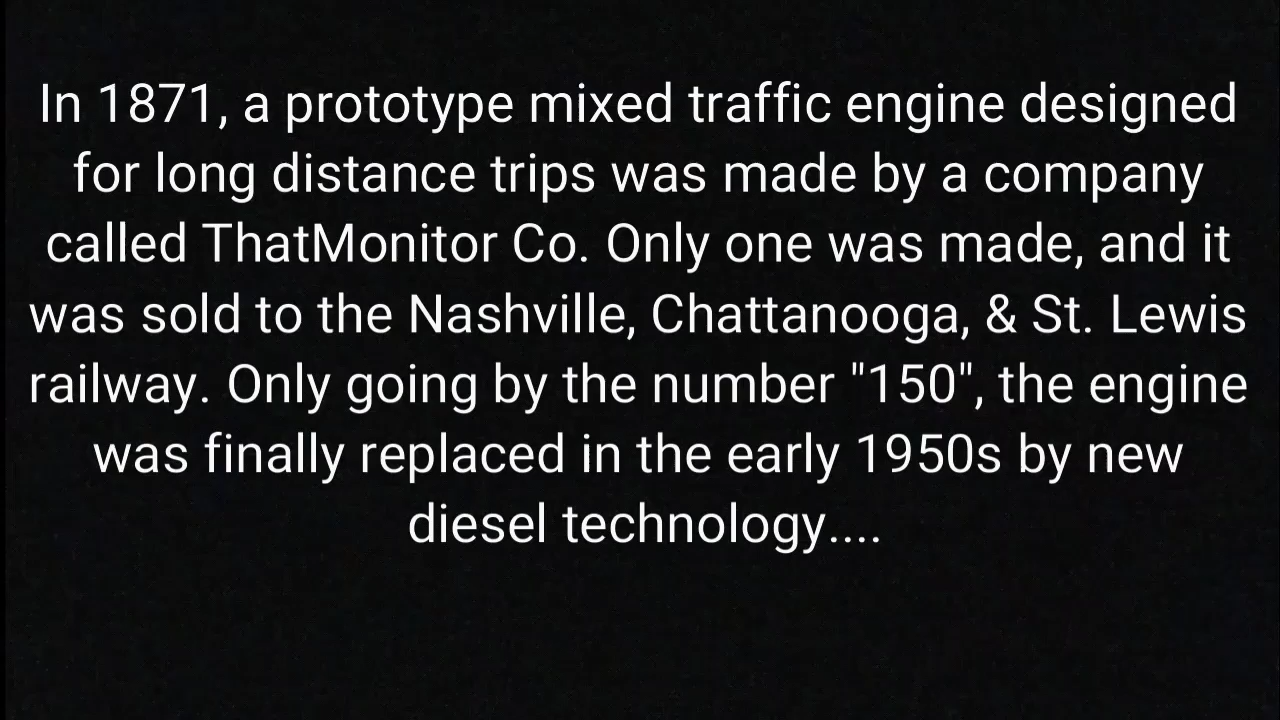 In 1871, a prototype mixed traffic engine designed
for long distance trips was made by a company
called ThatMonitor Co. Only one was made, and it
was sold to the Nashville, Chattanooga, & St. Lewis
railway. Only going by the number "150", the engine
was finally replaced in the early 1950s by new
diesel technology....